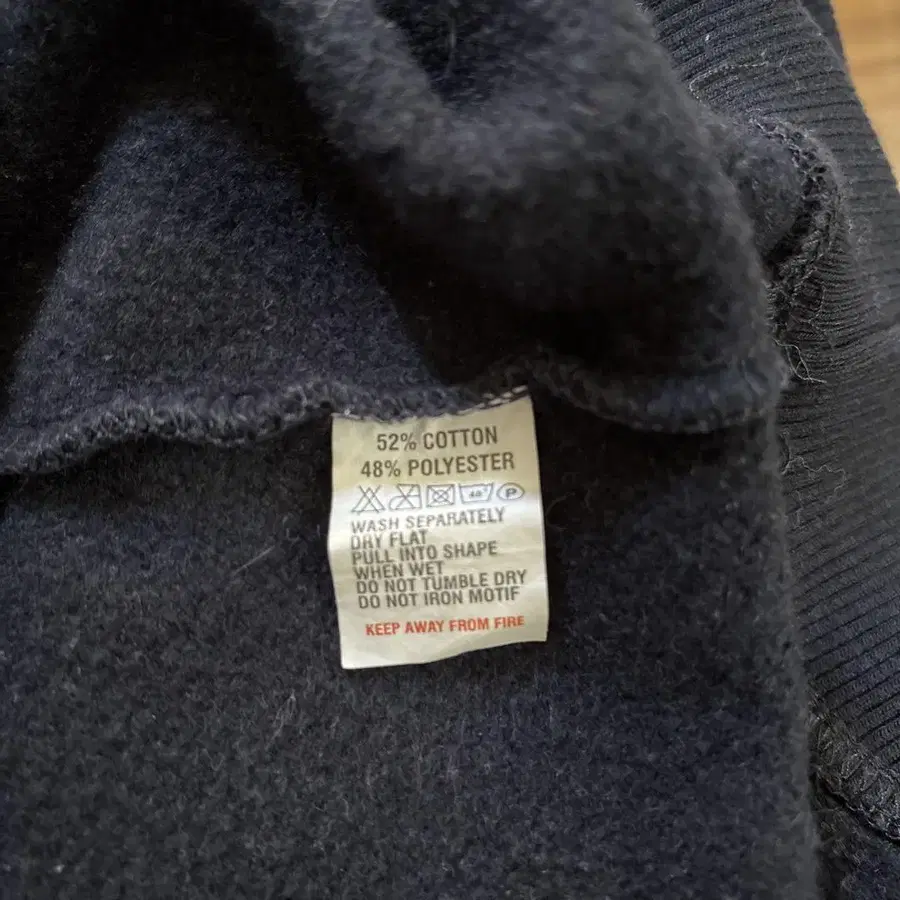 52% COTTON
48% POLYESTER
40° P
WASH SEPARATELY
DRY FLAT
PULL INTO SHAPE
WHEN WET
DO NOT TUMBLE DRY
DO NOT IRON MOTIF
KEEP AWAY FROM FIRE